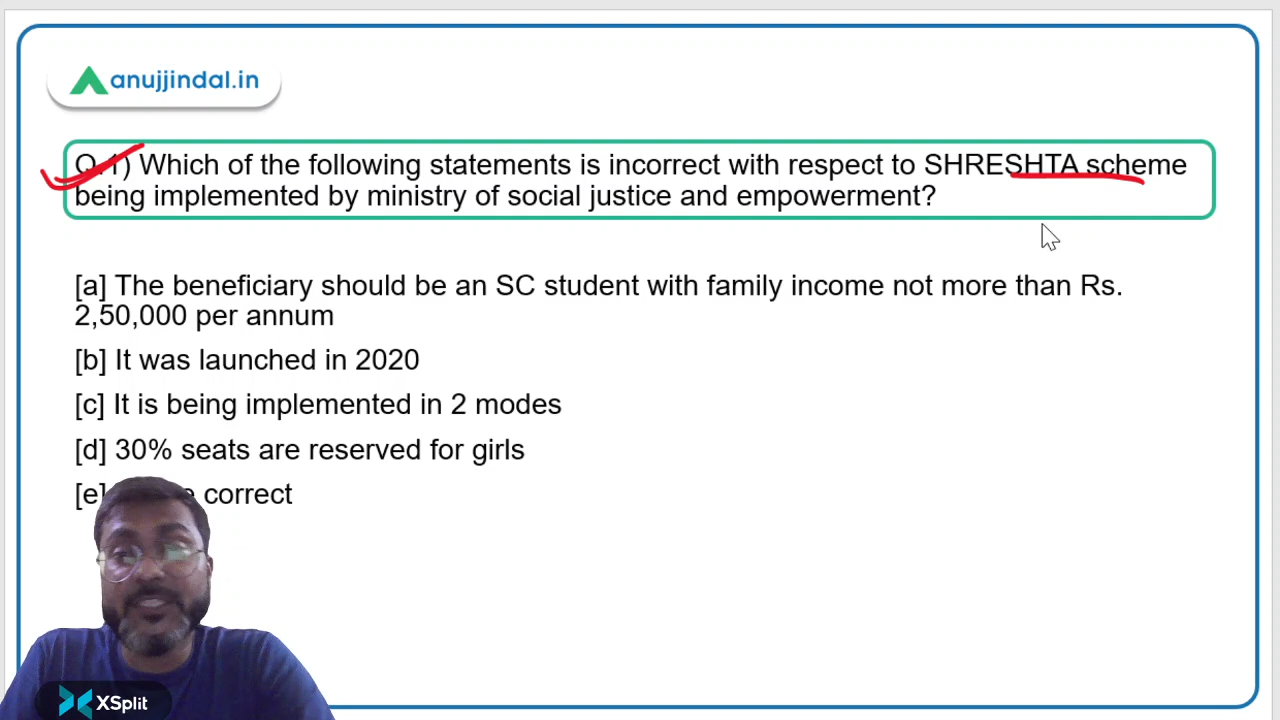 anujjindal.in
Q.1) Which of the following statements is incorrect with respect to SHRESHTA scheme
being implemented by ministry of social justice and empowerment?
[a] The beneficiary should be an SC student with family income not more than Rs.
2,50,000 per annum
[b] It was launched in 2020
[c] It is being implemented in 2 modes
[d] 30% seats are reserved for girls
[e] correct
XSplit